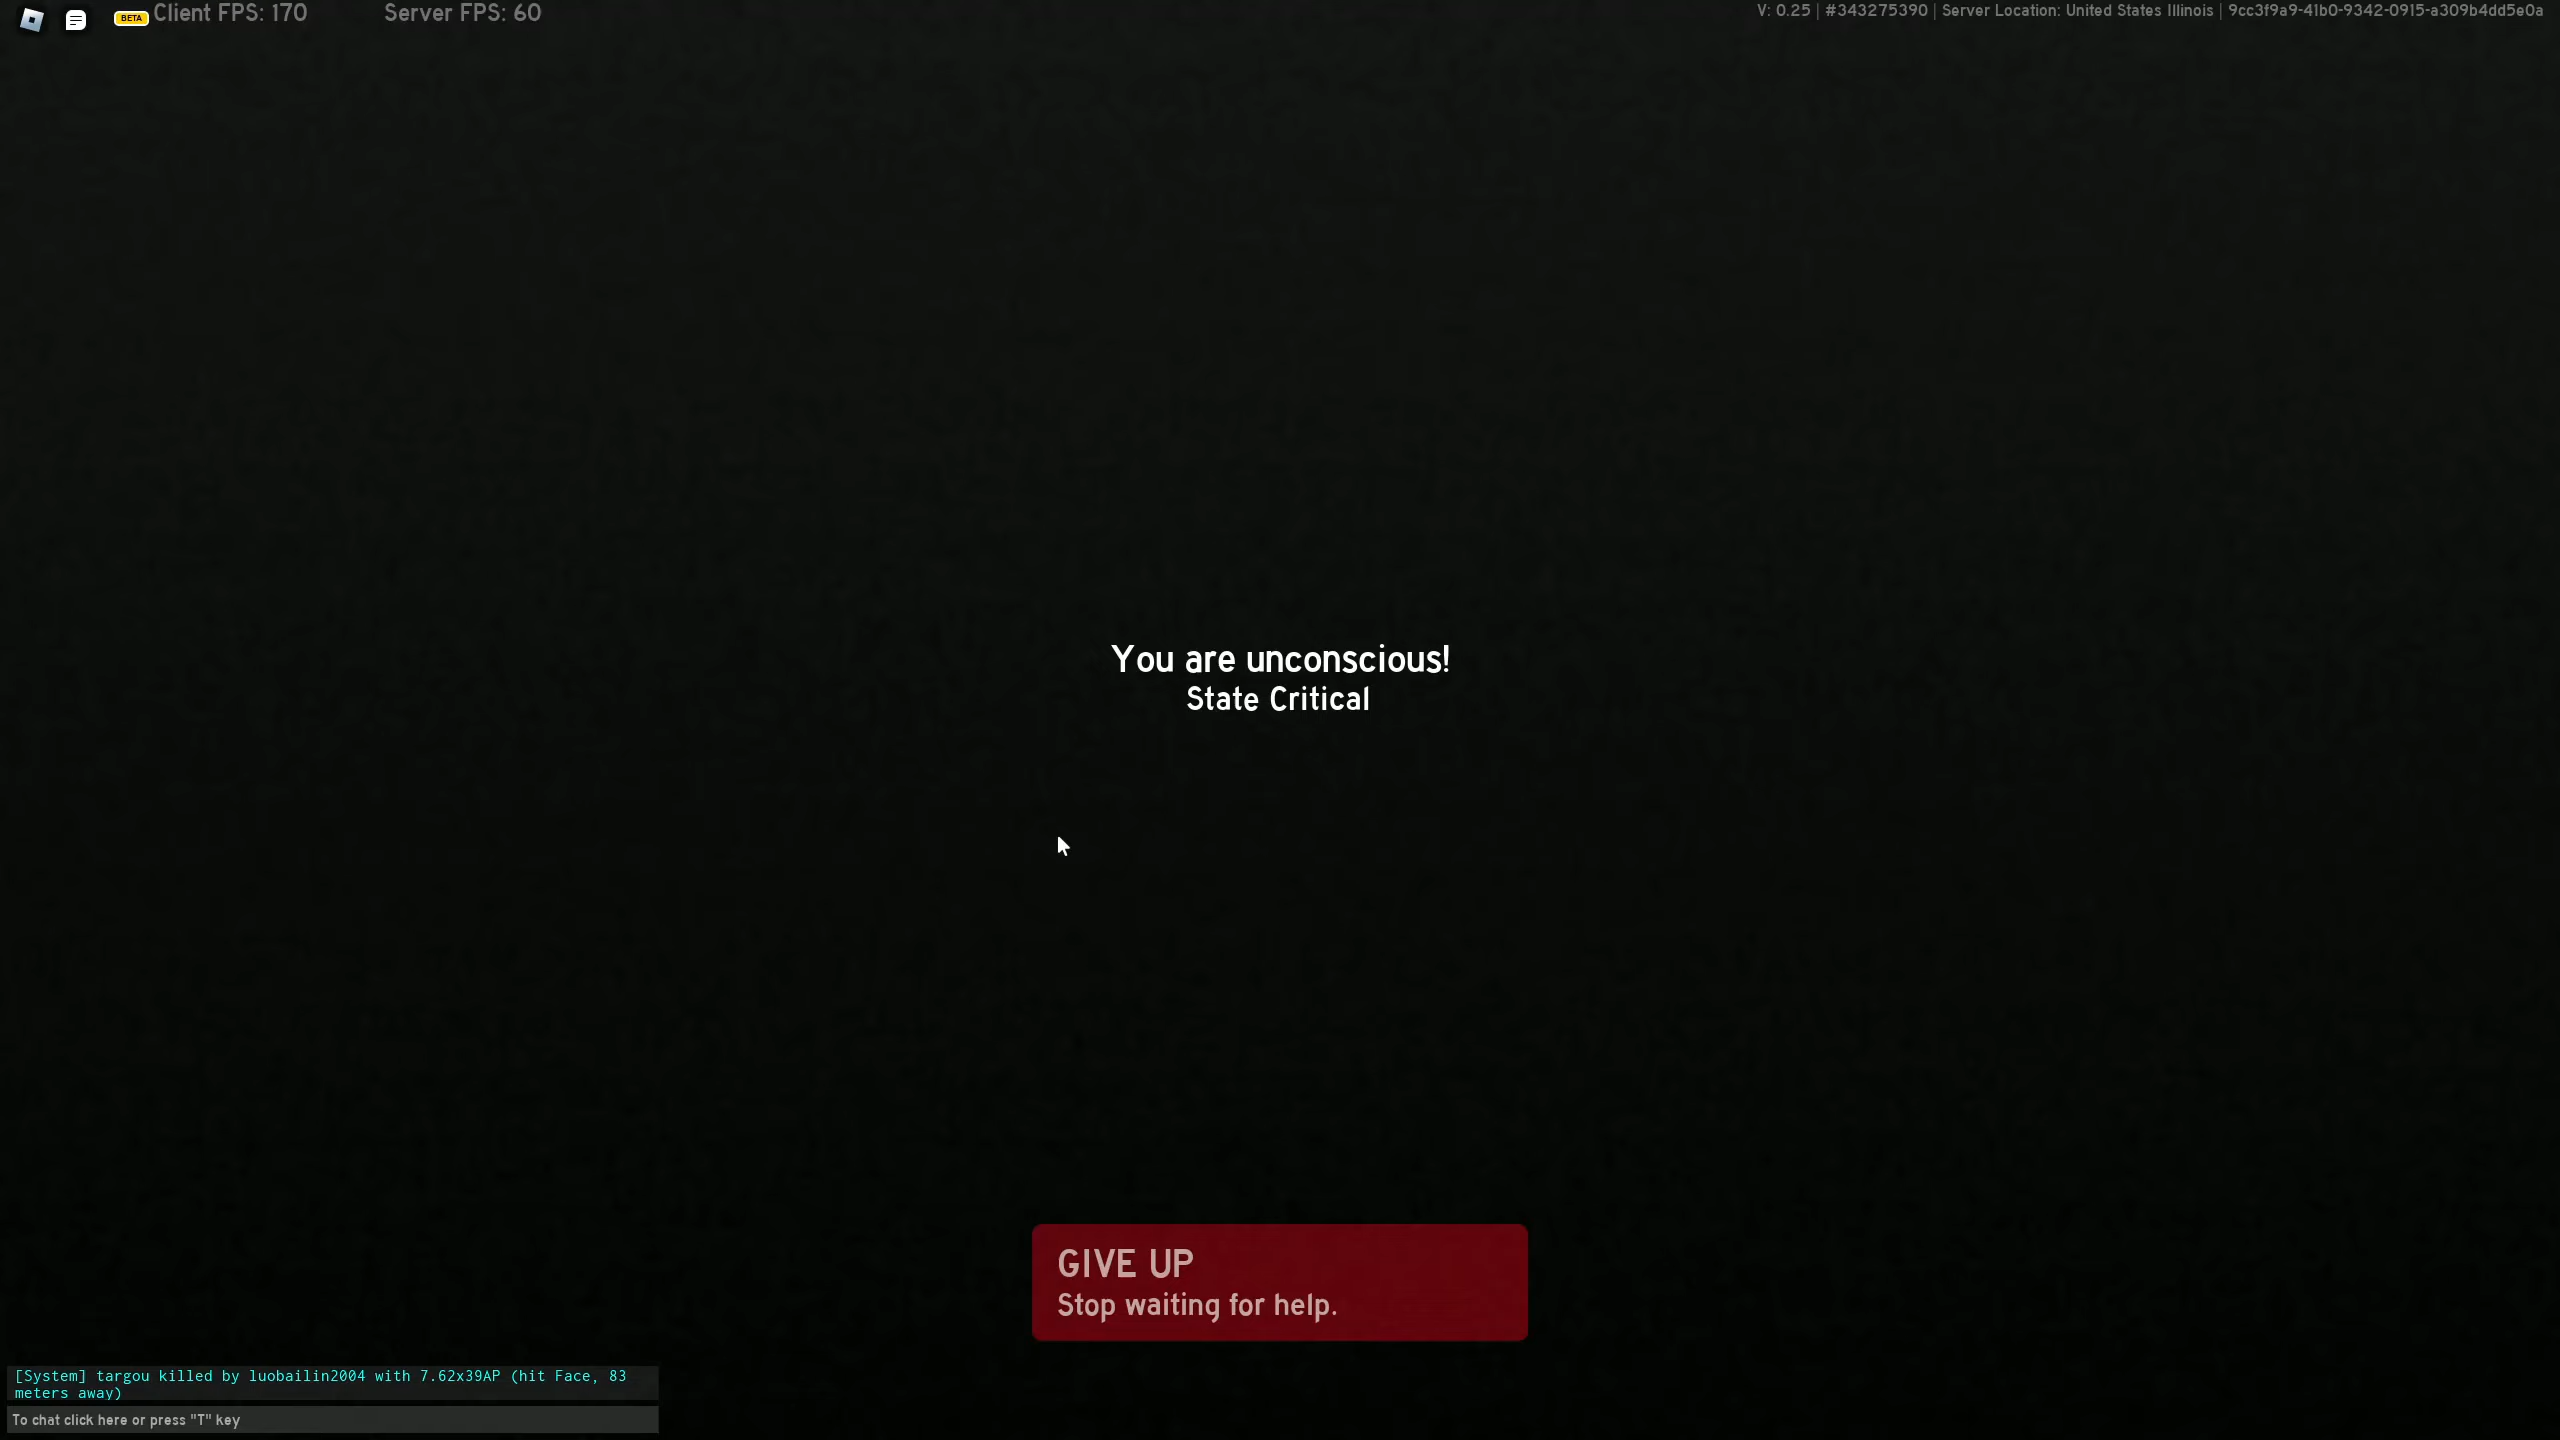 BETA Client FPS: 170 Server FPS: 60
V: 0.25 | #343275390 | Server Location: United States Illinois | 9cc3f9a9-41b0-9342-0915-a309b4dd5e0a
You are unconscious!
State Critical
GIVE UP
Stop waiting for help.
[System] targou killed by luobailin2004 with 7.62x39AP (hit Face, 83
meters away)
To chat click here or press "T" key